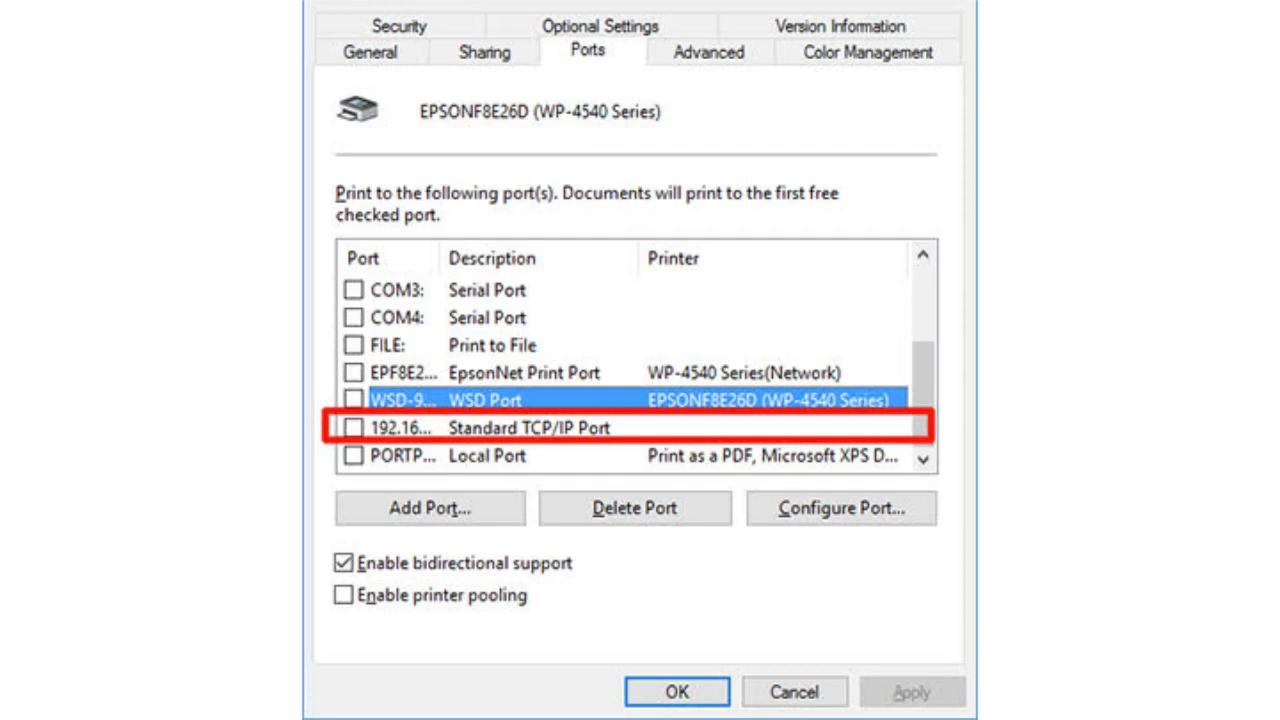 Security Optional Settings Version Information
General Sharing Ports Advanced Color Management
EPSONF8E26D (WP-4540 Series)
Print to the following port(s). Documents will print to the first free
checked port.
Port Description Printer
COM3: Serial Port
COM4: Serial Port
FILE: Print to File
EPF8E2... EpsonNet Print Port WP-4540 Series(Network)
WSD-9... WSD Port EPSONF8E26D (WP-4540 Series)
192.16... Standard TCP/IP Port
PORTP... Local Port Print as a PDF, Microsoft XPS D...
Add Port... Delete Port Configure Port...
Enable bidirectional support
Enable printer pooling
OK Cancel Apply